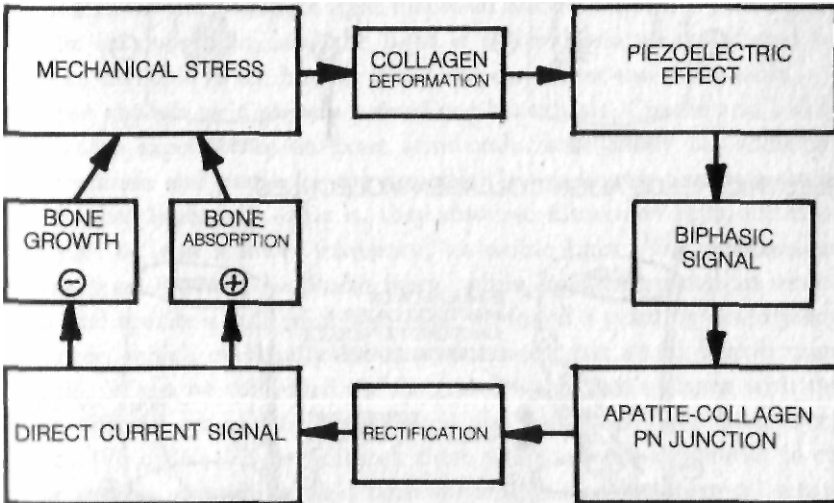 MECHANICAL STRESS
COLLAGEN
DEFORMATION
PIEZOELECTRIC
EFFECT
BONE
GROWTH
−
BONE
ABSORPTION
+
BIPHASIC
SIGNAL
DIRECT CURRENT SIGNAL
RECTIFICATION
APATITE-COLLAGEN
PN JUNCTION